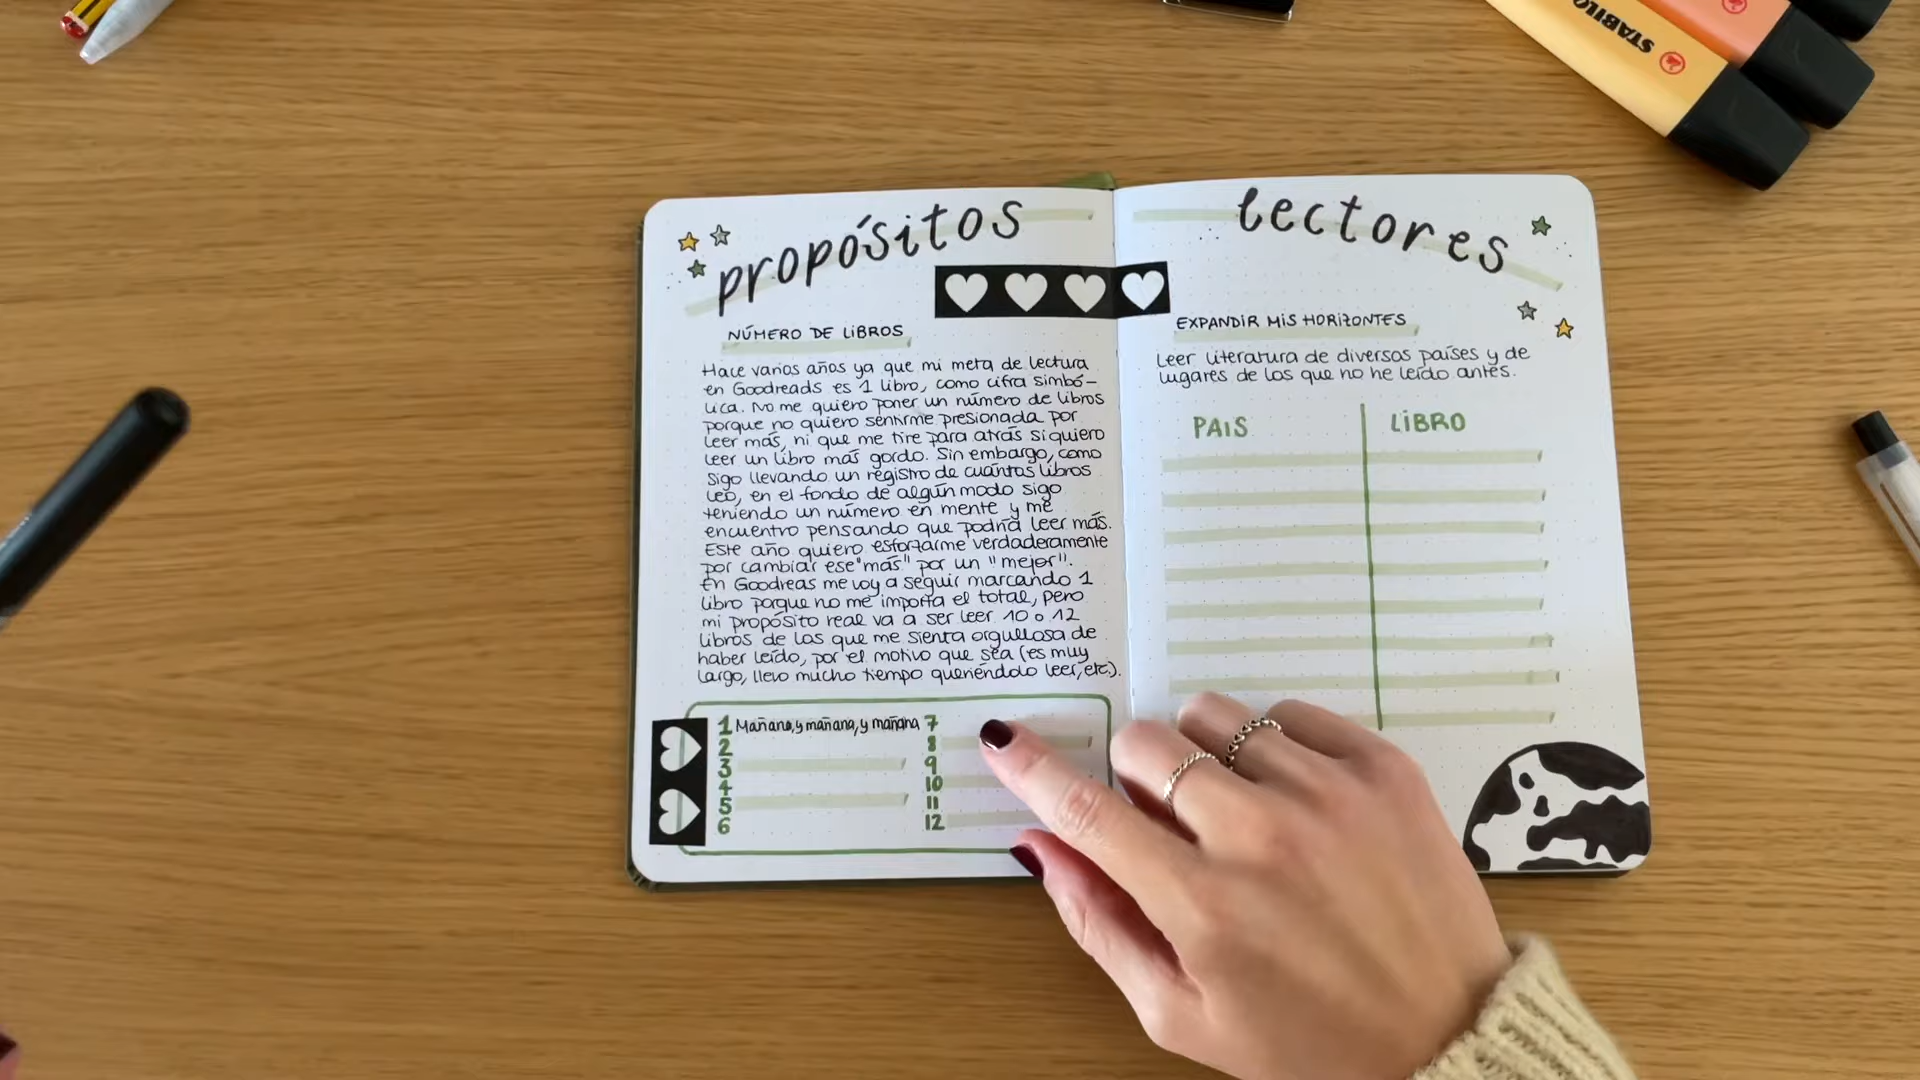 propósitos
lectores
NÚMERO DE LIBROS
Hace varios años ya que mi meta de lectura
en Goodreads es 1 libro, como cifra simbó-
lica. No me quiero poner un número de libros
porque no quiero sentirme presionada por
leer más, ni que me tire para atrás si quiero
leer un libro más gordo. Sin embargo, como
sigo llevando un registro de cuántos libros
leo, en el fondo de algún modo sigo
teniendo un número en mente y me
encuentro pensando que podría leer más.
Este año quiero esforzarme verdaderamente
por cambiar ese "más" por un "mejor".
En Goodreas me voy a seguir marcando 1
libro porque no me importa el total, pero
mi propósito real va a ser leer 10 o 12
libros de los que me sienta orgullosa de
haber leído, por el motivo que sea (es muy
largo, llevo mucho tiempo queriéndolo leer, etc).
1 Mañana, y mañana, y mañana
2
3
4
5
6
7
8
9
10
11
12
EXPANDIR MIS HORIZONTES
Leer literatura de diversos países y de
lugares de los que no he leído antes.
PAIS LIBRO
STABILO